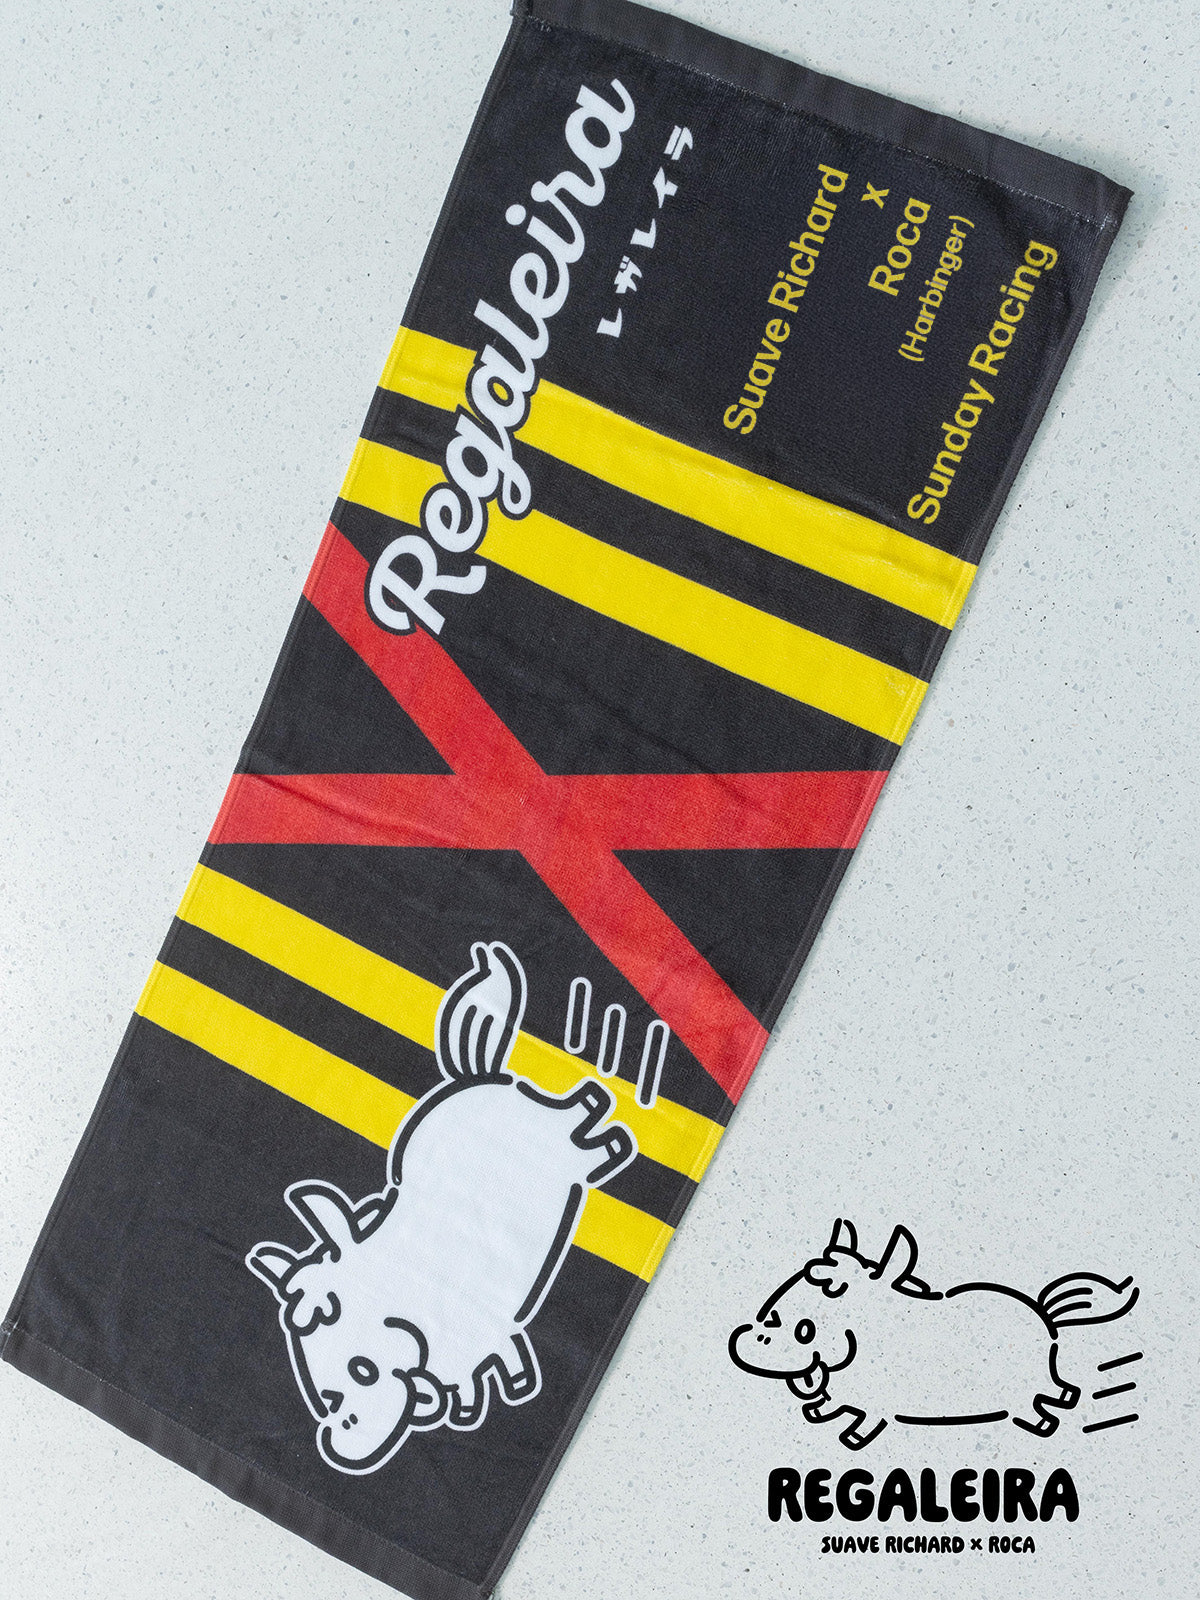 Regaleira
レガレイラ
Suave Richard
x
Roca
(Harbinger)
Sunday Racing
REGALEIRA
SUAVE RICHARD × ROCA